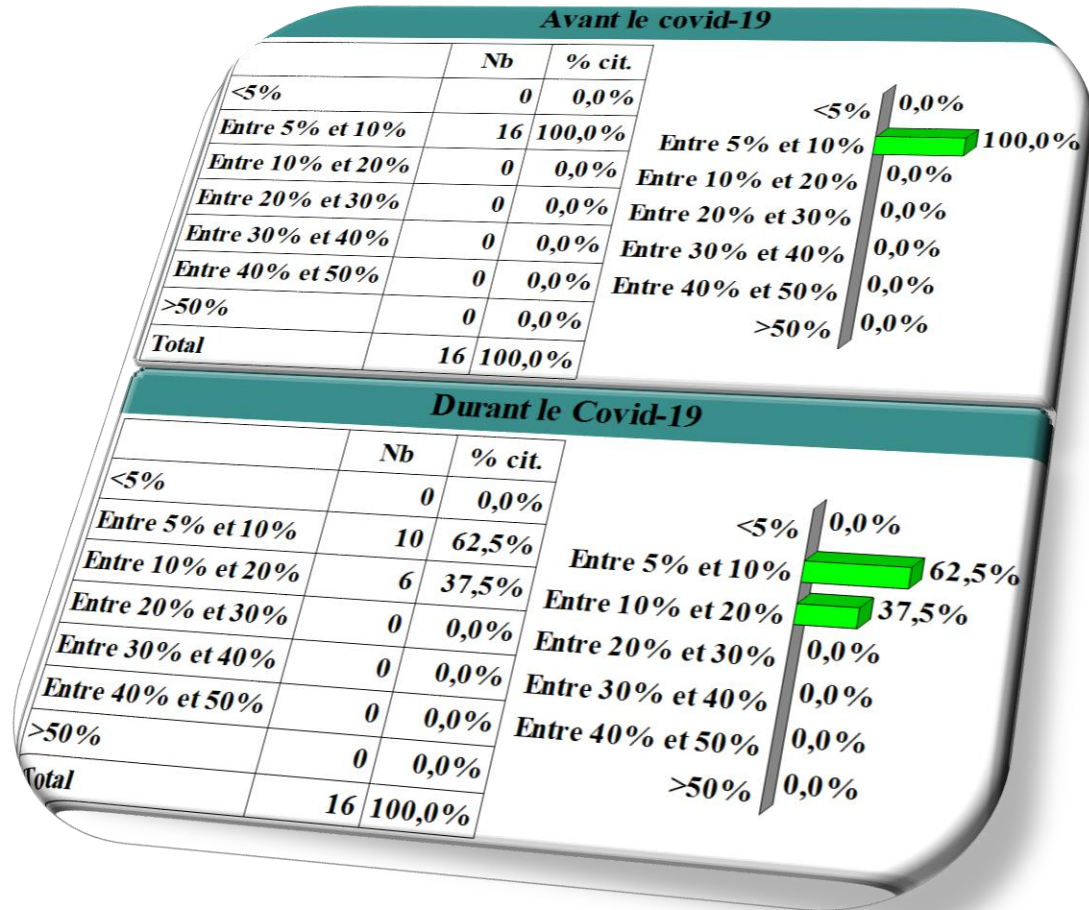 Avant le covid-19
Nb % cit.
<5% 0 0,0%
Entre 5% et 10% 16 100,0%
Entre 10% et 20% 0 0,0%
Entre 20% et 30% 0 0,0%
Entre 30% et 40% 0 0,0%
Entre 40% et 50% 0 0,0%
>50% 0 0,0%
Total 16 100,0%
<5% 0,0%
Entre 5% et 10% 100,0%
Entre 10% et 20% 0,0%
Entre 20% et 30% 0,0%
Entre 30% et 40% 0,0%
Entre 40% et 50% 0,0%
>50% 0,0%
Durant le Covid-19
Nb % cit.
<5% 0 0,0%
Entre 5% et 10% 10 62,5%
Entre 10% et 20% 6 37,5%
Entre 20% et 30% 0 0,0%
Entre 30% et 40% 0 0,0%
Entre 40% et 50% 0 0,0%
>50% 0 0,0%
Total 16 100,0%
<5% 0,0%
Entre 5% et 10% 62,5%
Entre 10% et 20% 37,5%
Entre 20% et 30% 0,0%
Entre 30% et 40% 0,0%
Entre 40% et 50% 0,0%
>50% 0,0%